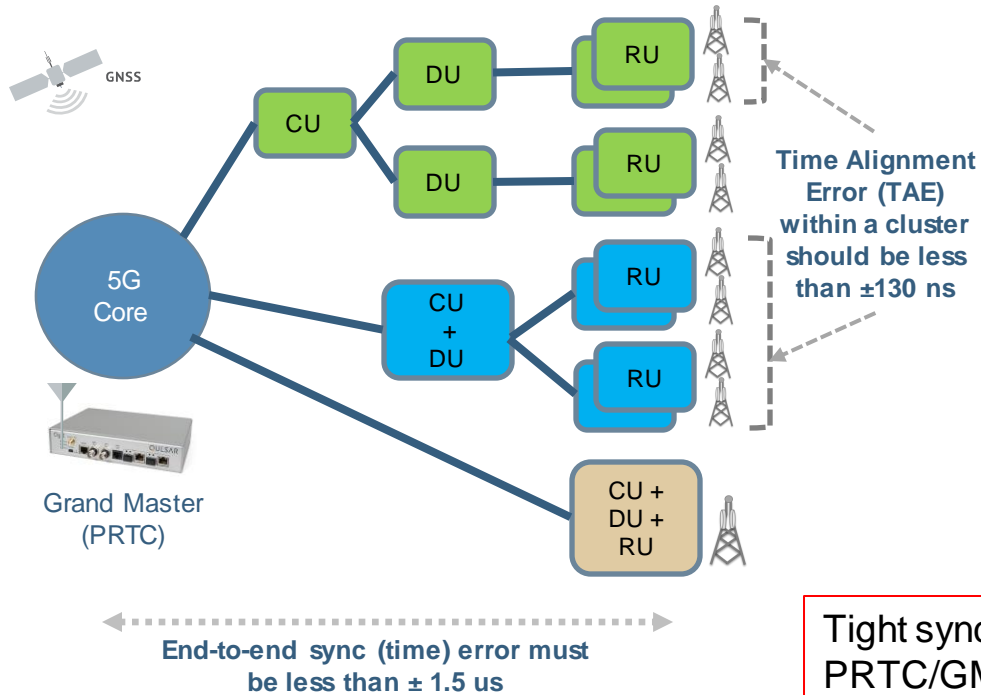 GNSS
CU
DU
RU
DU
RU
Time Alignment
Error (TAE)
within a cluster
should be less
than ±130 ns
5G
Core
CU
+
DU
RU
RU
QULSAR
Grand Master
(PRTC)
CU +
DU +
RU
End-to-end sync (time) error must
be less than ± 1.5 us
Tight sync
PRTC/GM